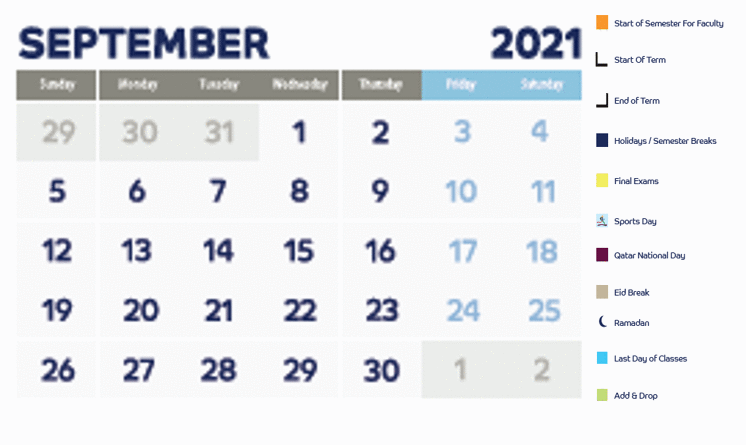 SEPTEMBER 2021
Sunday Monday Tuesday Wednesday Thursday Friday Saturday
29 30 31 1 2 3 4
5 6 7 8 9 10 11
12 13 14 15 16 17 18
19 20 21 22 23 24 25
26 27 28 29 30 1 2
Start of Semester For Faculty
Start Of Term
End of Term
Holidays / Semester Breaks
Final Exams
Sports Day
Qatar National Day
Eid Break
Ramadan
Last Day of Classes
Add & Drop